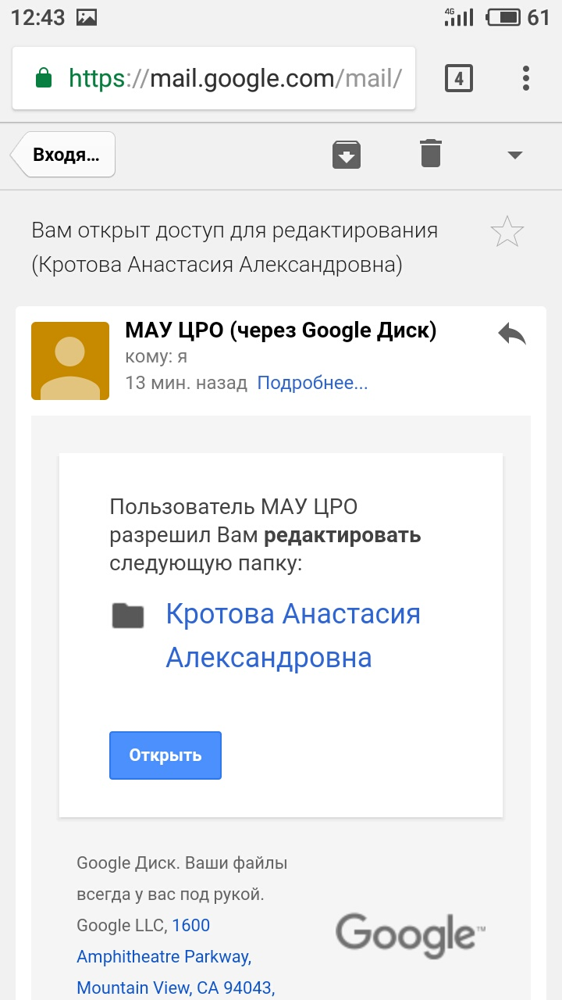 12:43
4G
61
https://mail.google.com/mail/
4
Входя...
Вам открыт доступ для редактирования
(Кротова Анастасия Александровна)
МАУ ЦРО (через Google Диск)
кому: я
13 мин. назад Подробнее...
Пользователь МАУ ЦРО
разрешил Вам редактировать
следующую папку:
Кротова Анастасия
Александровна
Открыть
Google Диск. Ваши файлы
всегда у вас под рукой.
Google LLC, 1600
Amphitheatre Parkway,
Mountain View, CA 94043,
Google™